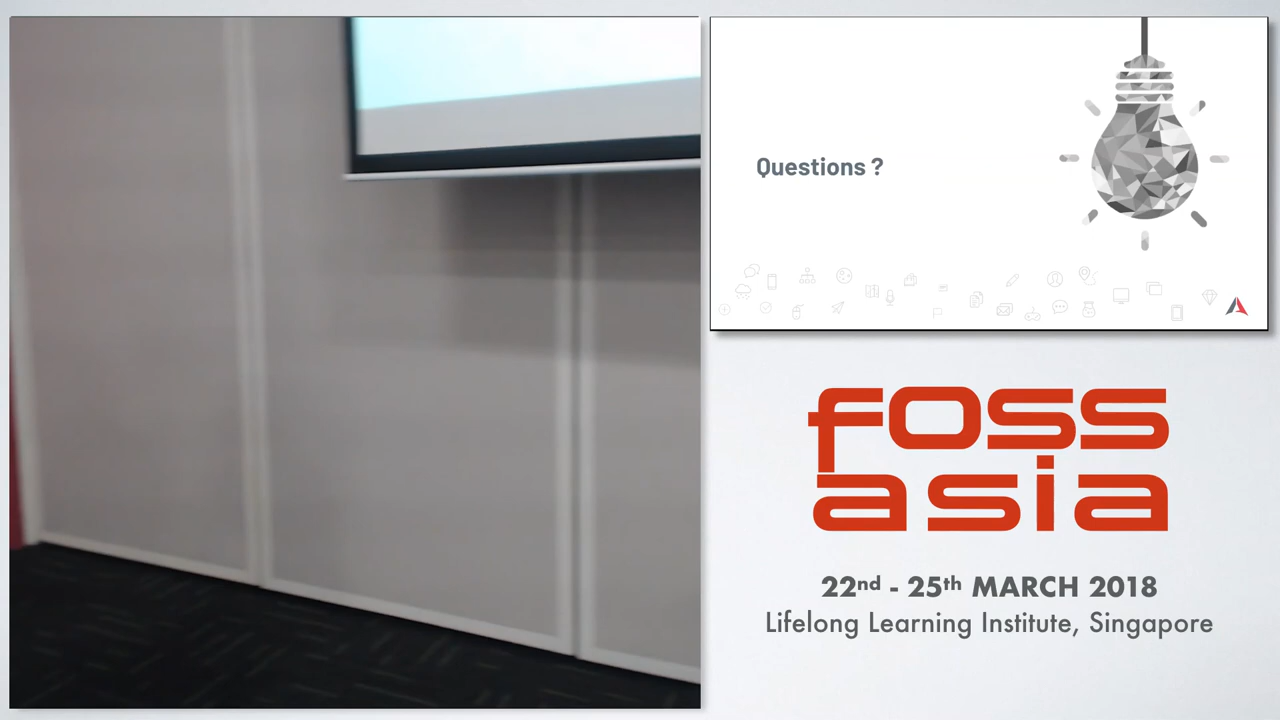 Questions ?
foss
asia
22nd - 25th MARCH 2018
Lifelong Learning Institute, Singapore